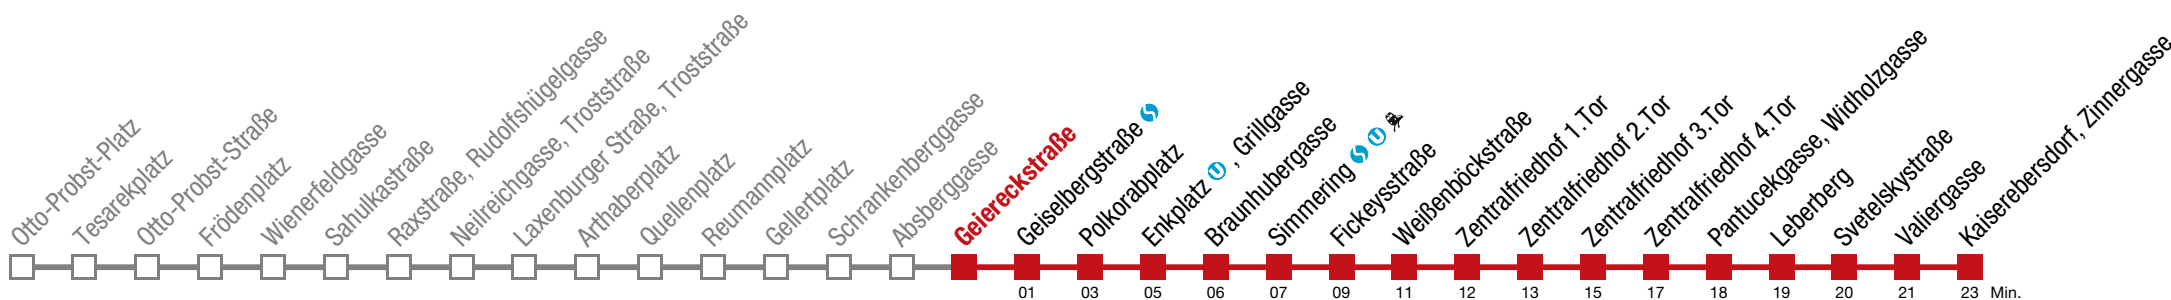 Otto-Probst-Platz
Tesarekplatz
Otto-Probst-Straße
Frödenplatz
Wienerfeldgasse
Sahulkastraße
Raxstraße, Rudolfshügelgasse
Neilreichgasse, Troststraße
Laxenburger Straße, Troststraße
Arthaberplatz
Quellenplatz
Reumannplatz
Gellertplatz
Schrankenberggasse
Absberggasse
Geiereckstraße
Geiselbergstraße S
Polkorabplatz
Enkplatz U , Grillgasse
Braunhubergasse
Simmering S U
Fickeysstraße
Weißenböckstraße
Zentralfriedhof 1.Tor
Zentralfriedhof 2.Tor
Zentralfriedhof 3.Tor
Zentralfriedhof 4.Tor
Pantucekgasse, Widholzgasse
Leberberg
Svetelskystraße
Valiergasse
Kaiserebersdorf, Zinnergasse
01 03 05 06 07 09 11 12 13 15 17 18 19 20 21 23 Min.